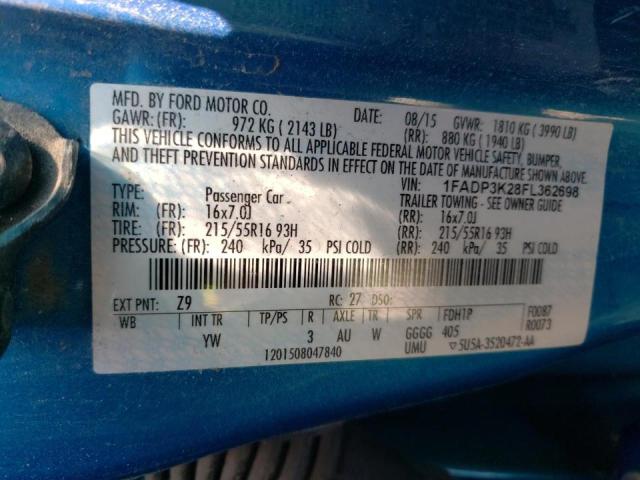 MFD. BY FORD MOTOR CO.
DATE: 08/15 GVWR: 1810 KG ( 3990 LB)
GAWR: (FR): 972 KG ( 2143 LB) (RR): 880 KG ( 1940 LB)
THIS VEHICLE CONFORMS TO ALL APPLICABLE FEDERAL MOTOR VEHICLE SAFETY, BUMPER,
AND THEFT PREVENTION STANDARDS IN EFFECT ON THE DATE OF MANUFACTURE SHOWN ABOVE.
VIN: 1FADP3K28FL362698
TYPE: Passenger Car TRAILER TOWING - SEE OWNER GUIDE
RIM: (FR): 16x7.0J (RR): 16x7.0J
TIRE: (FR): 215/55R16 93H (RR): 215/55R16 93H
PRESSURE: (FR): 240 kPa/ 35 PSI COLD (RR): 240 kPa/ 35 PSI COLD
EXT PNT: Z9 RC: 27 DSO:
WB INT TR TP/PS R AXLE TR SPR FDH1P F0087
YW 3 AU W GGGG 405 R0073
1201508047840 UMU ▽5U5A-3520472-AA